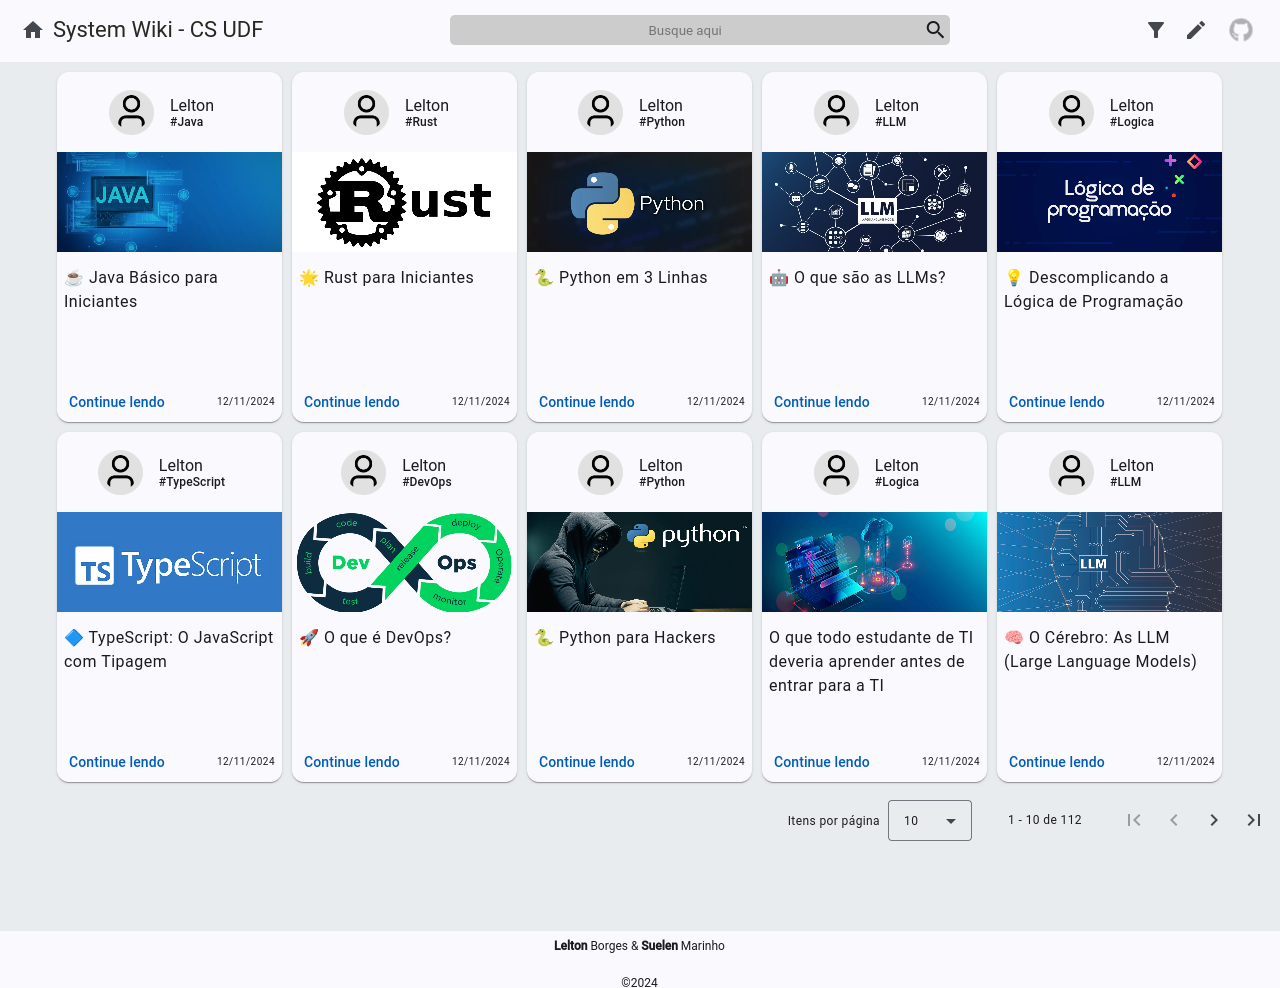 System Wiki - CS UDF
Busque aqui
Lelton
#Java
JAVA
☕ Java Básico para
Iniciantes
Continue lendo 12/11/2024
Lelton
#Rust
Rust
🌟 Rust para Iniciantes
Continue lendo 12/11/2024
Lelton
#Python
Python
🐍 Python em 3 Linhas
Continue lendo 12/11/2024
Lelton
#LLM
LLM
🤖 O que são as LLMs?
Continue lendo 12/11/2024
Lelton
#Logica
Lógica de
programação
💡 Descomplicando a
Lógica de Programação
Continue lendo 12/11/2024
Lelton
#TypeScript
TS TypeScript
🔷 TypeScript: O JavaScript
com Tipagem
Continue lendo 12/11/2024
Lelton
#DevOps
code
deploy
plan
build
Dev
release
Ops
Operate
test
monitor
🚀 O que é DevOps?
Continue lendo 12/11/2024
Lelton
#Python
python™
🐍 Python para Hackers
Continue lendo 12/11/2024
Lelton
#Logica
O que todo estudante de TI
deveria aprender antes de
entrar para a TI
Continue lendo 12/11/2024
Lelton
#LLM
LLM
🧠 O Cérebro: As LLM
(Large Language Models)
Continue lendo 12/11/2024
Itens por página 10 1 - 10 de 112
Lelton Borges & Suelen Marinho
©2024